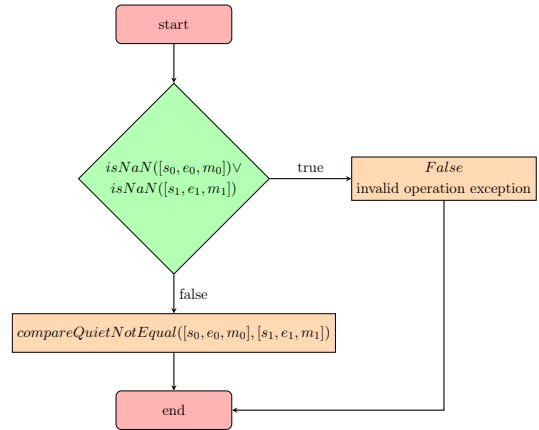 start
isNaN([s₀, e₀, m₀])∨
isNaN([s₁, e₁, m₁])
true
False
invalid operation exception
false
compareQuietNotEqual([s₀, e₀, m₀], [s₁, e₁, m₁])
end